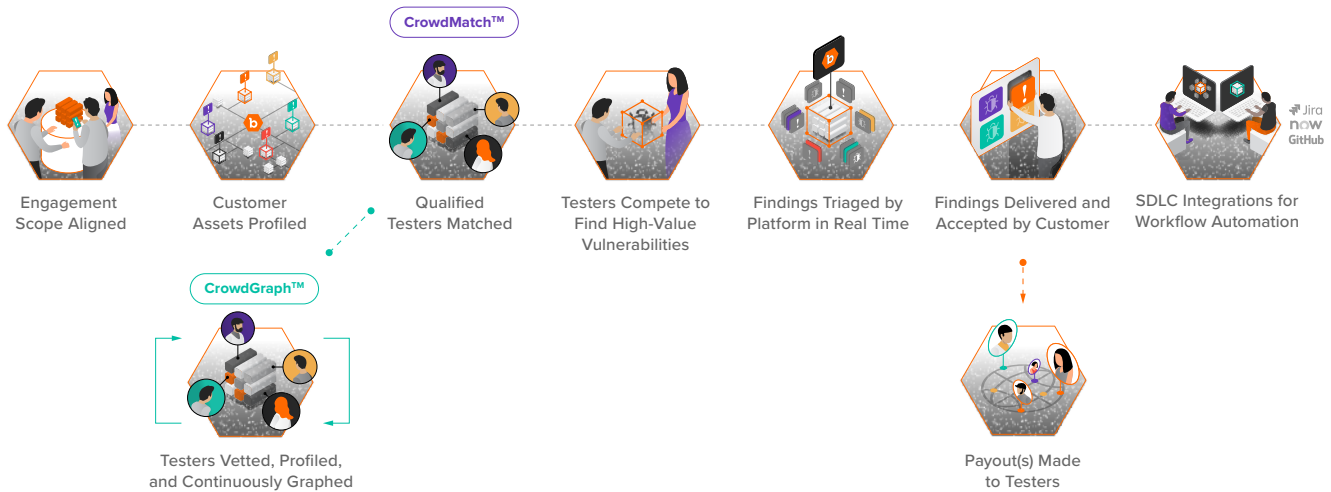 CrowdMatch™
Engagement
Scope Aligned
Customer
Assets Profiled
Qualified
Testers Matched
Testers Compete to
Find High-Value
Vulnerabilities
b
b
Findings Triaged by
Platform in Real Time
Findings Delivered and
Accepted by Customer
SDLC Integrations for
Workflow Automation
Jira
now
GitHub
CrowdGraph™
Testers Vetted, Profiled,
and Continuously Graphed
Payout(s) Made
to Testers